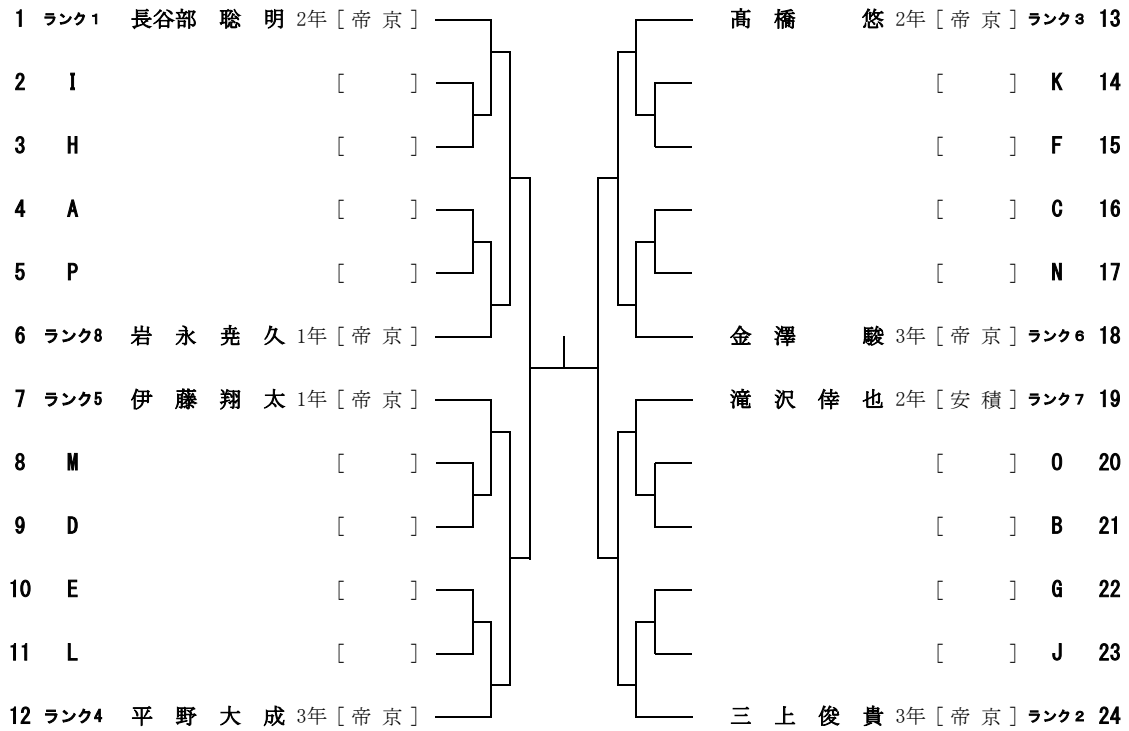 1 ランク1 長谷部 聡 明 2年 [ 帝 京 ] 髙 橋 悠 2年 [ 帝 京 ] ランク3 13
2 I [ ] [ ] K 14
3 H [ ] [ ] F 15
4 A [ ] [ ] C 16
5 P [ ] [ ] N 17
6 ランク8 岩 永 尭 久 1年 [ 帝 京 ] 金 澤 駿 3年 [ 帝 京 ] ランク6 18
7 ランク5 伊 藤 翔 太 1年 [ 帝 京 ] 滝 沢 倖 也 2年 [ 安 積 ] ランク7 19
8 M [ ] [ ] O 20
9 D [ ] [ ] B 21
10 E [ ] [ ] G 22
11 L [ ] [ ] J 23
12 ランク4 平 野 大 成 3年 [ 帝 京 ] 三 上 俊 貴 3年 [ 帝 京 ] ランク2 24